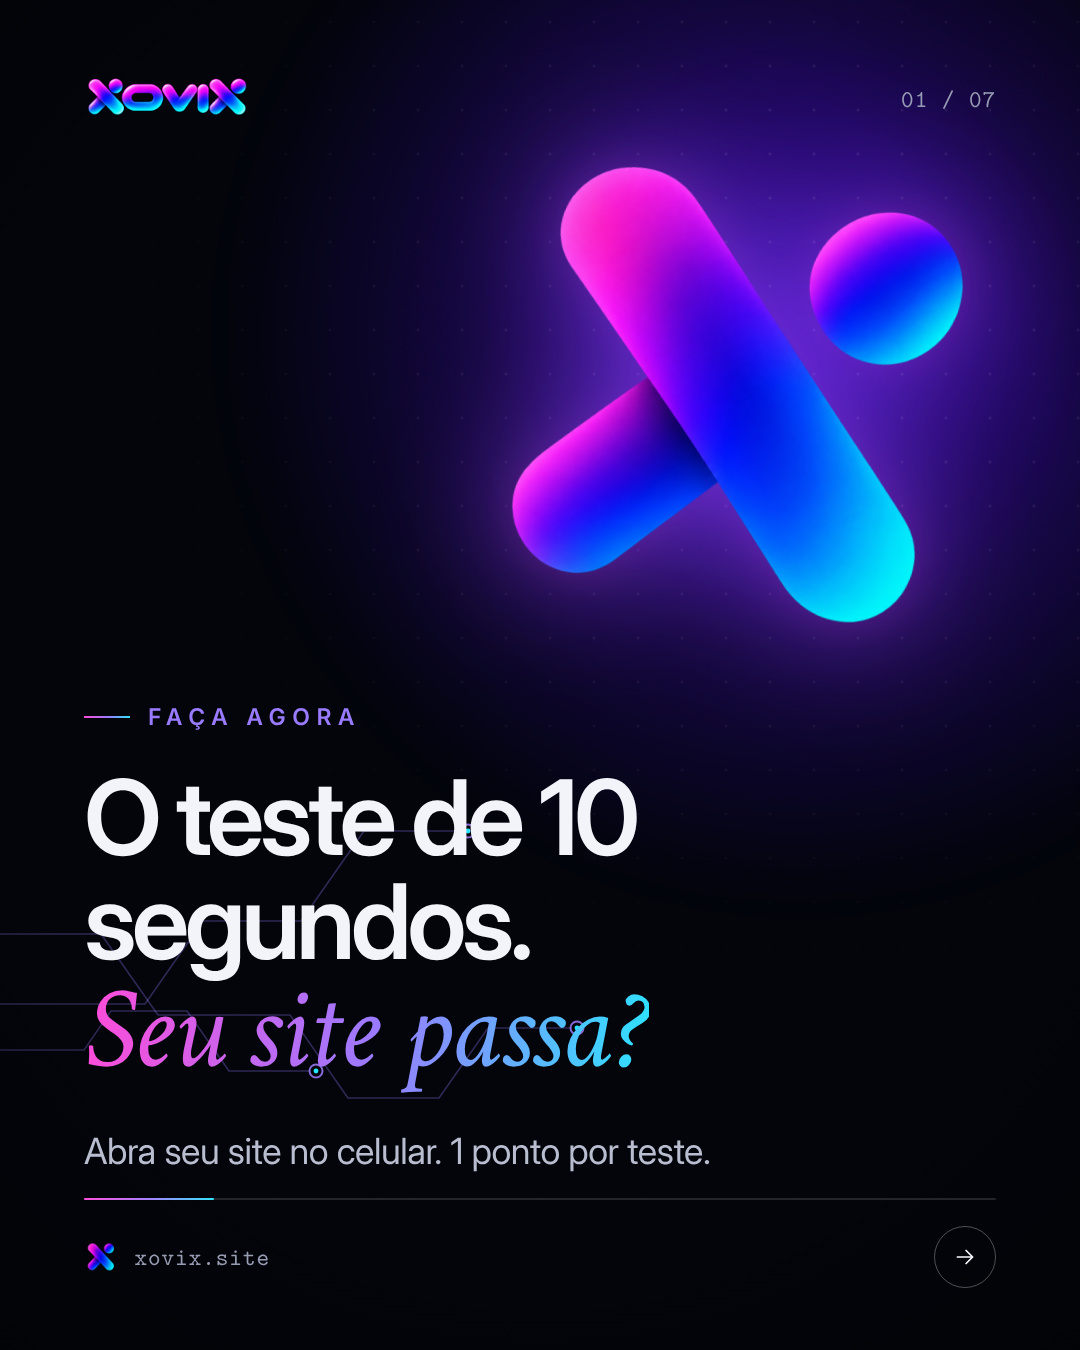 XOVIX
01 / 07
FAÇA AGORA
O teste de 10
segundos.
Seu site passa?
Abra seu site no celular. 1 ponto por teste.
xovix.site